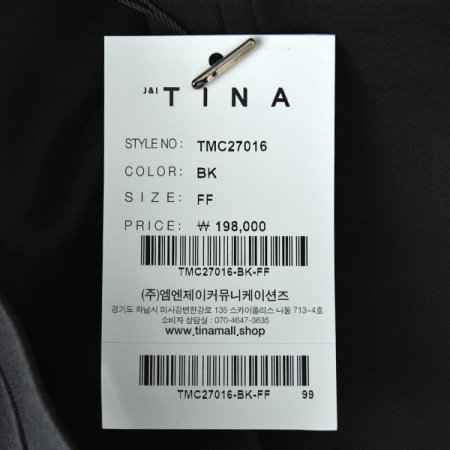 J&I
TINA
STYLE NO : TMC27016
COLOR: BK
SIZE: FF
PRICE: ₩ 198,000
TMC27016-BK-FF
(주)엠엔제이커뮤니케이션즈
경기도 하남시 미사강변한강로 135 스카이폴리스 나동 713-4호
소비자 상담실 : 070-4647-3635
www.tinamall.shop
TMC27016-BK-FF 99